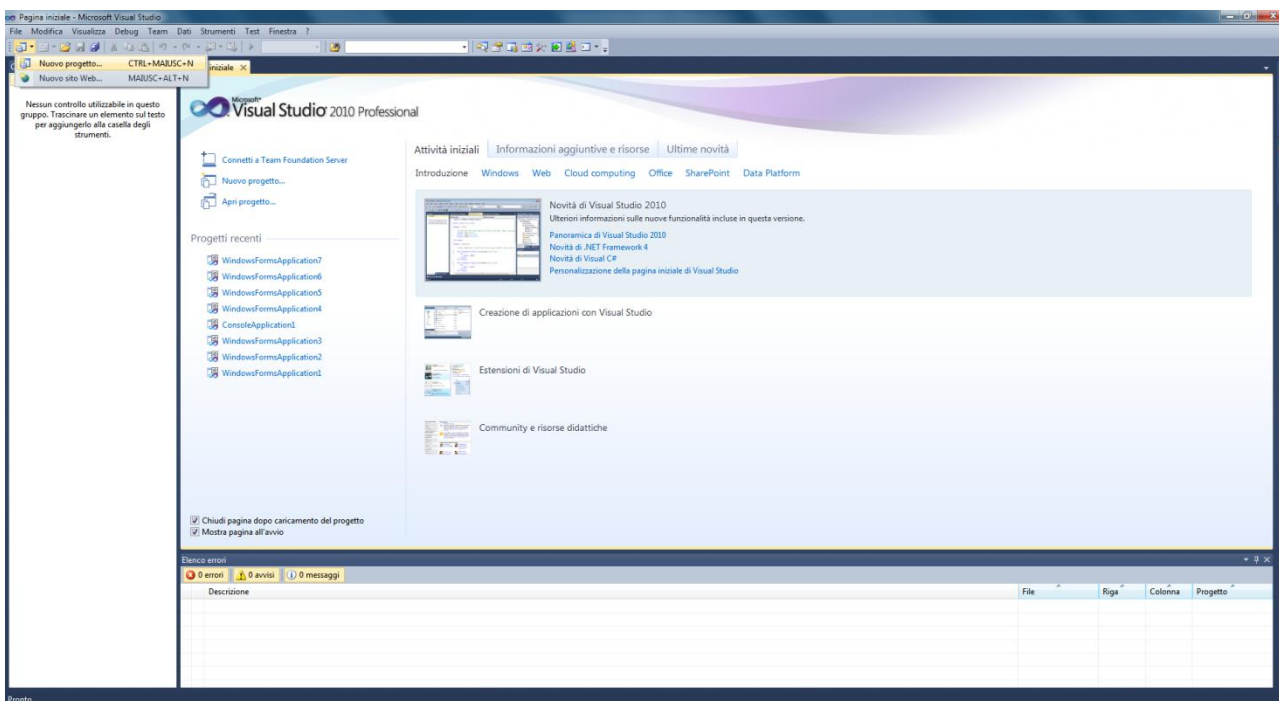 Pagina iniziale - Microsoft Visual Studio
File Modifica Visualizza Debug Team Dati Strumenti Test Finestra ?
Nuovo progetto... CTRL+MAIUSC+N
Nuovo sito Web... MAIUSC+ALT+N
iniziale
Nessun controllo utilizzabile in questo
gruppo. Trascinare un elemento sul testo
per aggiungerlo alla casella degli
strumenti.
Microsoft
Visual Studio 2010 Professional
Connetti a Team Foundation Server
Nuovo progetto...
Apri progetto...
Progetti recenti
WindowsFormsApplication7
WindowsFormsApplication6
WindowsFormsApplication5
WindowsFormsApplication4
ConsoleApplication1
WindowsFormsApplication3
WindowsFormsApplication2
WindowsFormsApplication1
Chiudi pagina dopo caricamento del progetto
Mostra pagina all'avvio
Attività iniziali Informazioni aggiuntive e risorse Ultime novità
Introduzione Windows Web Cloud computing Office SharePoint Data Platform
Novità di Visual Studio 2010
Ulteriori informazioni sulle nuove funzionalità incluse in questa versione.
Panoramica di Visual Studio 2010
Novità di .NET Framework 4
Novità di Visual C#
Personalizzazione della pagina iniziale di Visual Studio
Creazione di applicazioni con Visual Studio
Estensioni di Visual Studio
Community e risorse didattiche
Elenco errori
0 errori 0 avvisi 0 messaggi
Descrizione File Riga Colonna Progetto
Pronto